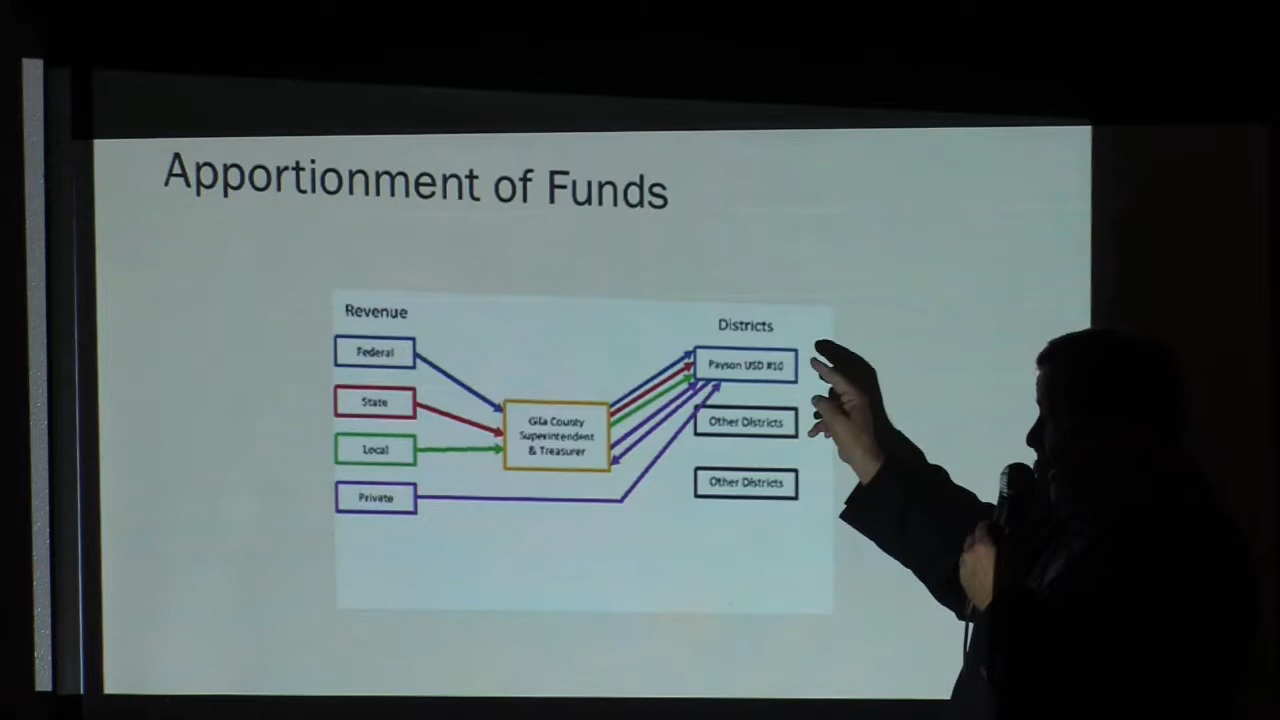 Apportionment of Funds
Revenue
Districts
Federal
Payson USD #10
State
Gila County
Superintendent
& Treasurer
Other Districts
Local
Other Districts
Private